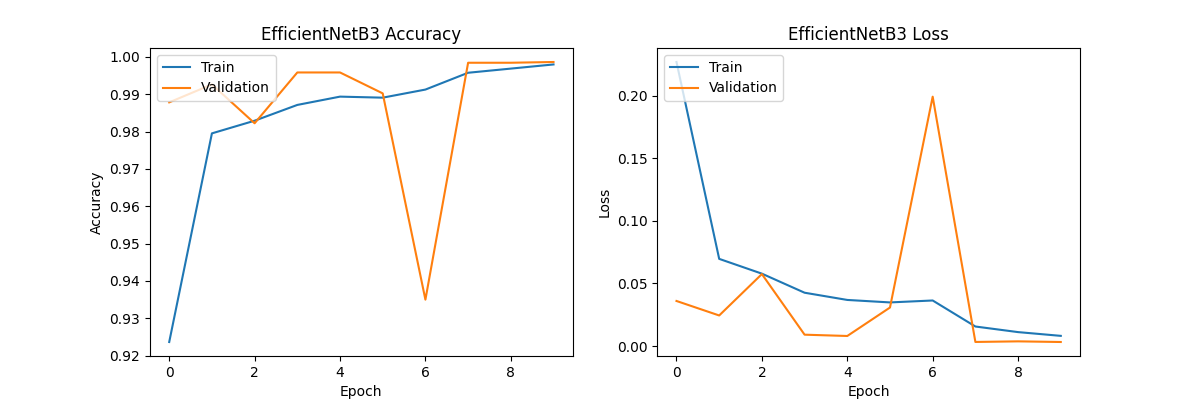 EfficientNetB3 Accuracy
Train
Validation
1.00
0.99
0.98
0.97
0.96
0.95
0.94
0.93
0.92
Accuracy
0 2 4 6 8
Epoch
EfficientNetB3 Loss
Train
Validation
0.20
0.15
0.10
0.05
0.00
Loss
0 2 4 6 8
Epoch